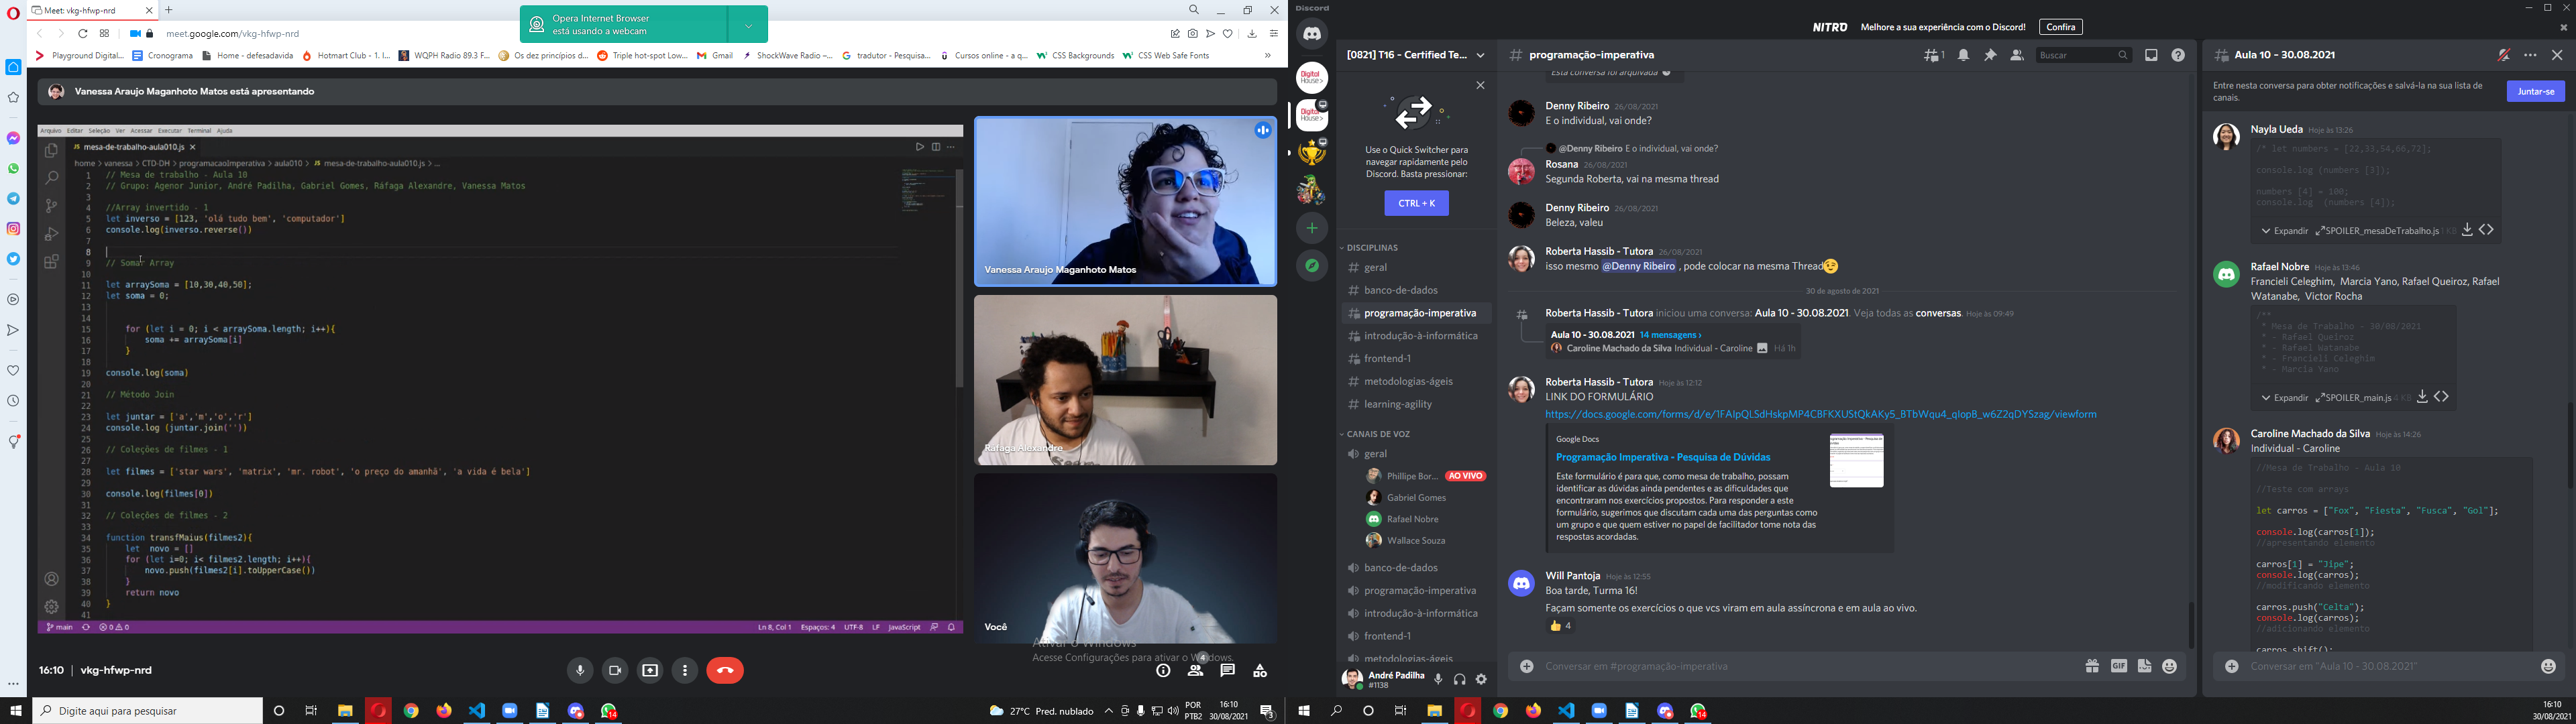 Meet: vkg-hfwp-nrd
Opera Internet Browser
está usando a webcam
meet.google.com/vkg-hfwp-nrd
Playground Digital...
Cronograma
Home - defesadavida
Hotmart Club - 1. I...
WQPH Radio 89.3 F...
Os dez princípios d...
Triple hot-spot Low...
Gmail
ShockWave Radio –...
tradutor - Pesquisa...
Cursos online - a q...
CSS Backgrounds
CSS Web Safe Fonts
Vanessa Araujo Maganhoto Matos está apresentando
Arquivo Editar Seleção Ver Acessar Executar Terminal Ajuda
JS mesa-de-trabalho-aula010.js
home > vanessa > CTD-DH > programacaoImperativa > aula010 > JS mesa-de-trabalho-aula010.js > ...
1 // Mesa de trabalho - Aula 10
2 // Grupo: Agenor Junior, André Padilha, Gabriel Gomes, Ráfaga Alexandre, Vanessa Matos
3
4 //Array invertido - 1
5 let inverso = [123, 'olá tudo bem', 'computador']
6 console.log(inverso.reverse())
7
8
9 // Somar Array
10
11 let arraySoma = [10,30,40,50];
12 let soma = 0;
13
14
15 for (let i = 0; i < arraySoma.length; i++){
16 soma += arraySoma[i]
17 }
18
19 console.log(soma)
20
21 // Método Join
22
23 let juntar = ['a','m','o','r']
24 console.log (juntar.join(''))
25
26 // Coleções de filmes - 1
27
28 let filmes = ['star wars', 'matrix', 'mr. robot', 'o preço do amanhã', 'a vida é bela']
29
30 console.log(filmes[0])
31
32 // Coleções de filmes - 2
33
34 function transfMaius(filmes2){
35 let novo = []
36 for (let i=0; i< filmes2.length; i++){
37 novo.push(filmes2[i].toUpperCase())
38 }
39 return novo
40 }
41
main 0 0 Ln 8, Col 1 Espaços: 4 UTF-8 LF JavaScript
Vanessa Araujo Maganhoto Matos
Ráfaga Alexandre
Você
Ativar o Windows
Acesse Configurações para ativar o Windows.
16:10 | vkg-hfwp-nrd
4
Digite aqui para pesquisar
14
27°C Pred. nublado
POR
PTB2
16:10
30/08/2021
3
Discord
NITRO Melhore a sua experiência com o Discord! Confira
Digital House >
Digital House >
[0821] T16 - Certified Te...
Use o Quick Switcher para
navegar rapidamente pelo
Discord. Basta pressionar:
CTRL + K
DISCIPLINAS
geral
banco-de-dados
programação-imperativa
introdução-à-informática
frontend-1
metodologias-ágeis
learning-agility
CANAIS DE VOZ
geral
Phillipe Bor... AO VIVO
Gabriel Gomes
Rafael Nobre
Wallace Souza
banco-de-dados
programação-imperativa
introdução-à-informática
frontend-1
metodologias-ágeis
André Padilha
#1138
programação-imperativa
1
Buscar
Esta conversa foi arquivada
Denny Ribeiro 26/08/2021
E o individual, vai onde?
@Denny Ribeiro E o individual, vai onde?
Rosana 26/08/2021
Segunda Roberta, vai na mesma thread
Denny Ribeiro 26/08/2021
Beleza, valeu
Roberta Hassib - Tutora 26/08/2021
isso mesmo @Denny Ribeiro , pode colocar na mesma Thread😉
30 de agosto de 2021
Roberta Hassib - Tutora iniciou uma conversa: Aula 10 - 30.08.2021. Veja todas as conversas. Hoje às 09:49
Aula 10 - 30.08.2021 14 mensagens ›
Caroline Machado da Silva Individual - Caroline Há 1h
Roberta Hassib - Tutora Hoje às 12:12
LINK DO FORMULÁRIO
https://docs.google.com/forms/d/e/1FAIpQLSdHskpMP4CBFKXUStQkAKy5_BTbWqu4_qlopB_w6Z2qDYSzag/viewform
Google Docs
Programação Imperativa - Pesquisa de Dúvidas
Este formulário é para que, como mesa de trabalho, possam
identificar as dúvidas ainda pendentes e as dificuldades que
encontraram nos exercícios propostos. Para responder a este
formulário, sugerimos que discutam cada uma das perguntas como
um grupo e que quem estiver no papel de facilitador tome nota das
respostas acordadas.
Will Pantoja Hoje às 12:55
Boa tarde, Turma 16!
Façam somente os exercícios o que vcs viram em aula assíncrona e em aula ao vivo.
👍 4
Conversar em #programação-imperativa
GIF
Aula 10 - 30.08.2021
Entre nesta conversa para obter notificações e salvá-la na sua lista de
canais.
Juntar-se
Nayla Ueda Hoje às 13:26
/* let numbers = [22,33,54,66,72];
console.log (numbers [3]);
numbers [4] = 100;
console.log (numbers [4]);
Expandir SPOILER_mesaDeTrabalho.js 1 KB
Rafael Nobre Hoje às 13:46
Francieli Celeghim, Marcia Yano, Rafael Queiroz, Rafael
Watanabe, Victor Rocha
/**
* Mesa de Trabalho - 30/08/2021
* - Rafael Queiroz
* - Rafael Watanabe
* - Francieli Celeghim
* - Marcia Yano
Expandir SPOILER_main.js 4 KB
Caroline Machado da Silva Hoje às 14:26
Individual - Caroline
//Mesa de Trabalho - Aula 10
//Teste com arrays
let carros = ["Fox", "Fiesta", "Fusca", "Gol"];
console.log(carros[1]);
//apresentando elemento
carros[1] = "Jipe";
console.log(carros);
//modificando elemento
carros.push("Celta");
console.log(carros);
//adicionando elemento
carros.shift();
Conversar em "Aula 10 - 30.08.2021"
14
16:10
30/08/2021